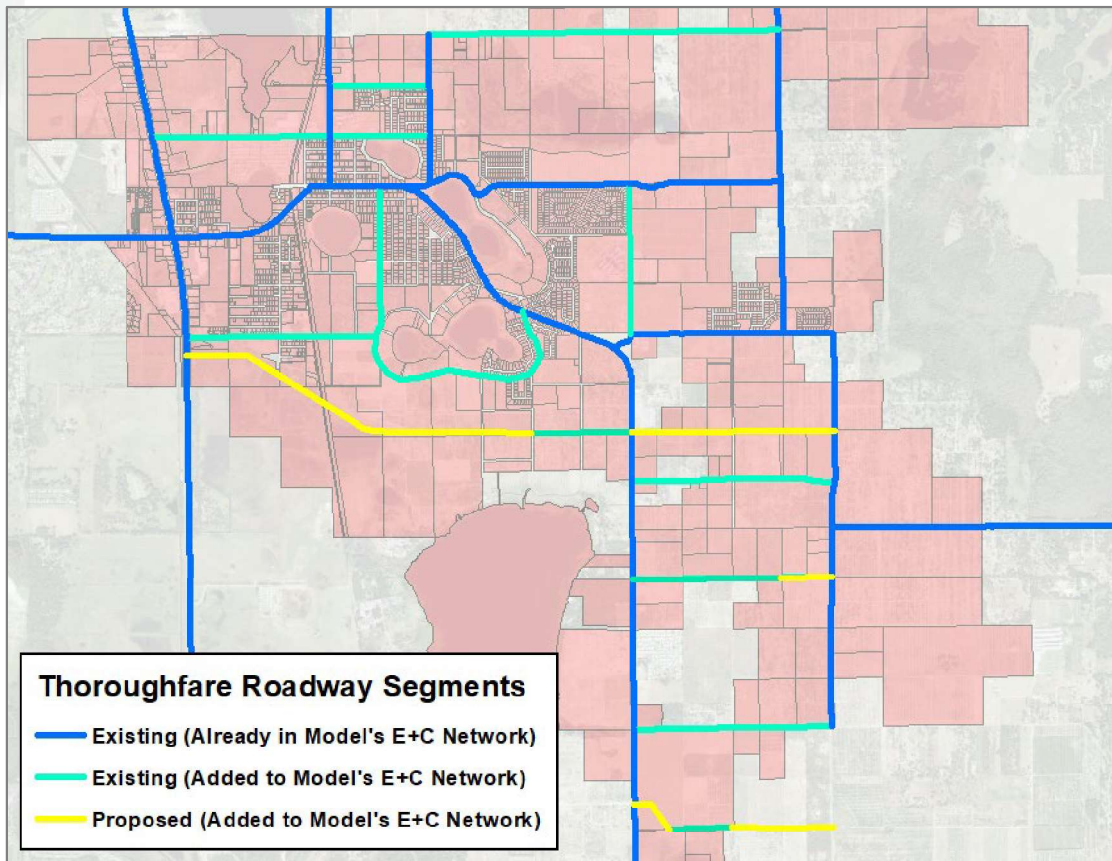 Thoroughfare Roadway Segments
Existing (Already in Model's E+C Network)
Existing (Added to Model's E+C Network)
Proposed (Added to Model's E+C Network)